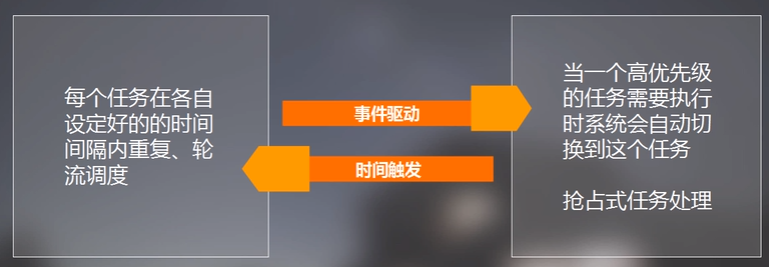 每个任务在各自
设定好的的时间
间隔内重复、轮
流调度
事件驱动
时间触发
当一个高优先级
的任务需要执行
时系统会自动切
换到这个任务
抢占式任务处理